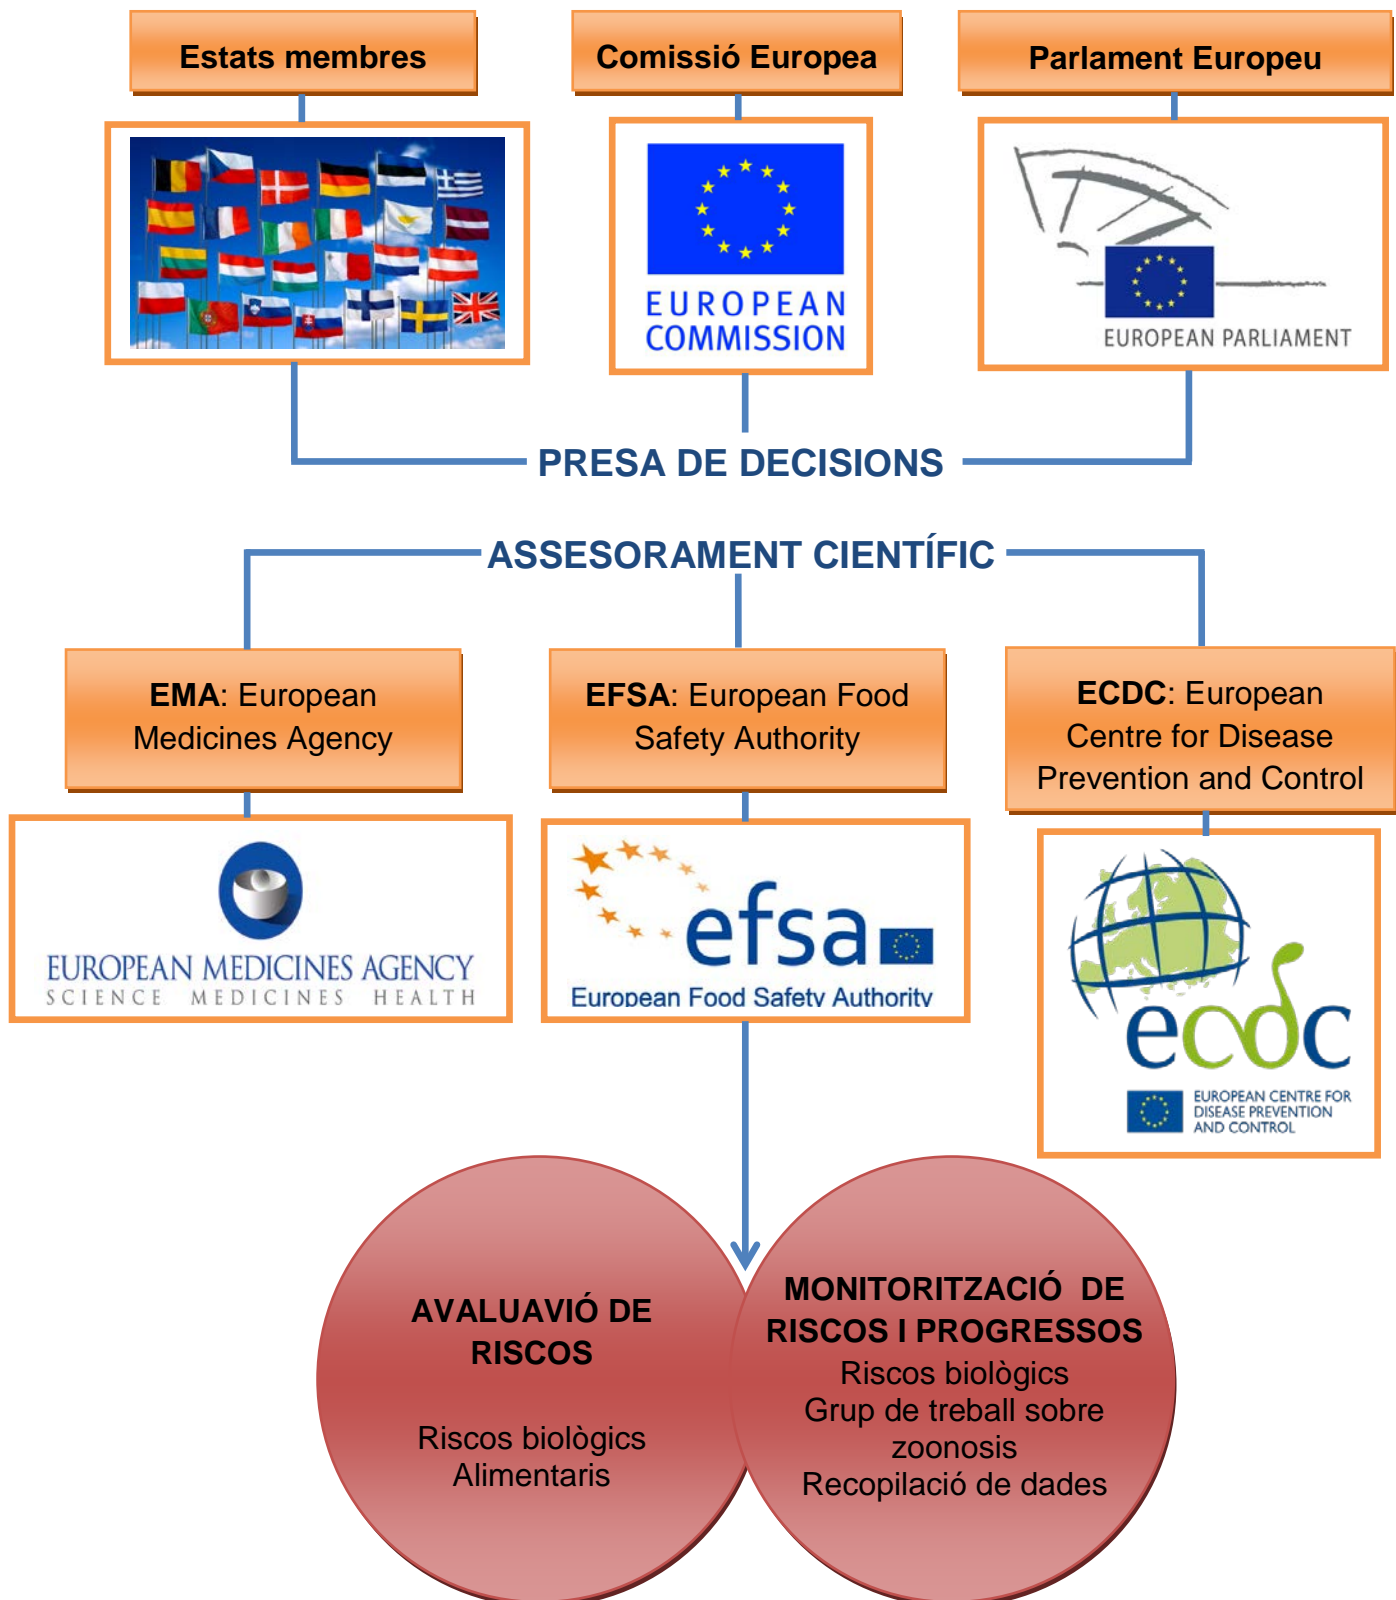 Estats membres
Comissió Europea
Parlament Europeu
EUROPEAN
COMMISSION
EUROPEAN PARLIAMENT
PRESA DE DECISIONS
ASSESORAMENT CIENTÍFIC
EMA: European
Medicines Agency
EFSA: European Food
Safety Authority
ECDC: European
Centre for Disease
Prevention and Control
EUROPEAN MEDICINES AGENCY
SCIENCE MEDICINES HEALTH
efsa
European Food Safety Authority
ecdc
EUROPEAN CENTRE FOR
DISEASE PREVENTION
AND CONTROL
AVALUAVIÓ DE
RISCOS
Riscos biològics
Alimentaris
MONITORITZACIÓ DE
RISCOS I PROGRESSOS
Riscos biològics
Grup de treball sobre
zoonosis
Recopilació de dades